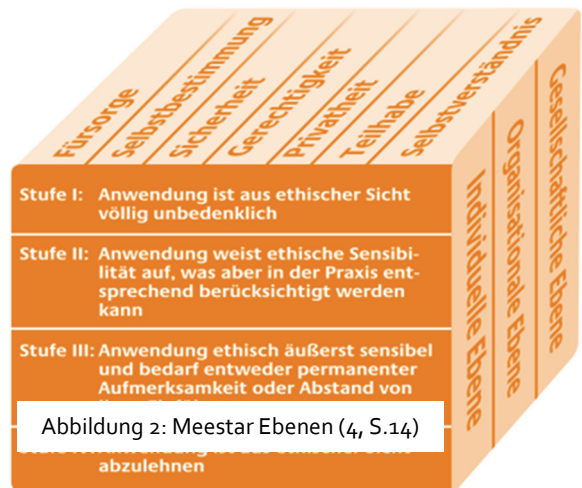 Fürsorge
Selbstbestimmung
Sicherheit
Gerechtigkeit
Privatheit
Teilhabe
Selbstverständnis
Stufe I: Anwendung ist aus ethischer Sicht
völlig unbedenklich
Stufe II: Anwendung weist ethische Sensibi-
lität auf, was aber in der Praxis ent-
sprechend berücksichtigt werden
kann
Stufe III: Anwendung ethisch äußerst sensibel
und bedarf entweder permanenter
Aufmerksamkeit oder Abstand von
Abbildung 2: Meestar Ebenen (4, S.14)
abzulehnen
Individuelle Ebene
Organisationale Ebene
Gesellschaftliche Ebene